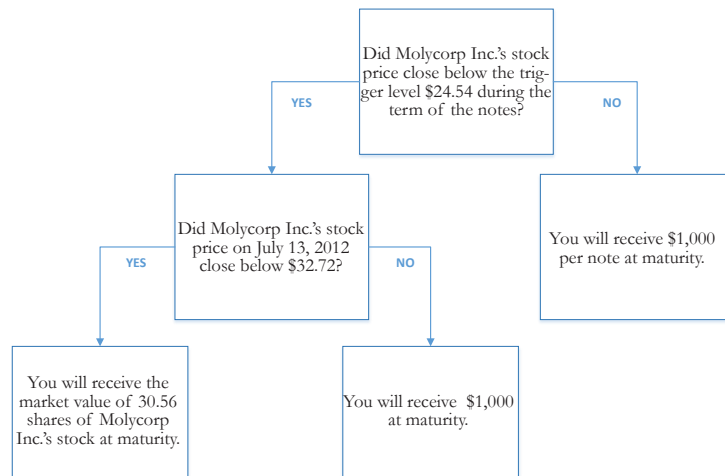 Did Molycorp Inc.'s stock
price close below the trig-
ger level $24.54 during the
term of the notes?
YES
NO
Did Molycorp Inc.'s stock
price on July 13, 2012
close below $32.72?
You will receive $1,000
per note at maturity.
YES
NO
You will receive the
market value of 30.56
shares of Molycorp
Inc.'s stock at maturity.
You will receive $1,000
at maturity.